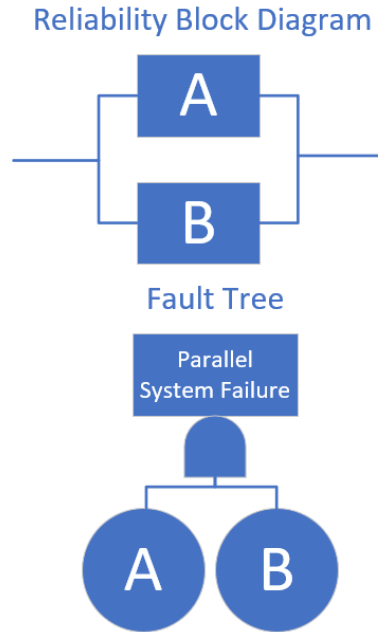 Reliability Block Diagram
A
B
Fault Tree
Parallel
System Failure
A B